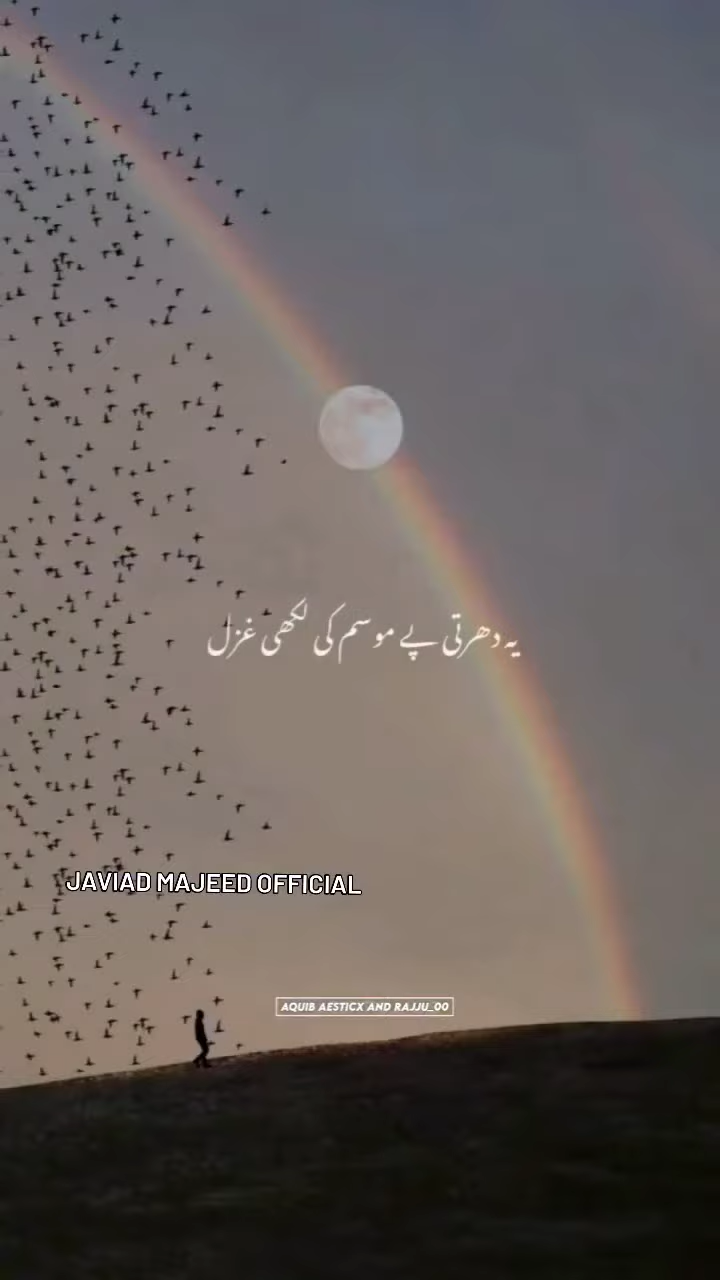 یہ دھرتی پے موسم کی لکھی غزل
JAVIAD MAJEED OFFICIAL
AQUIB AESTICX AND RAJJU_00